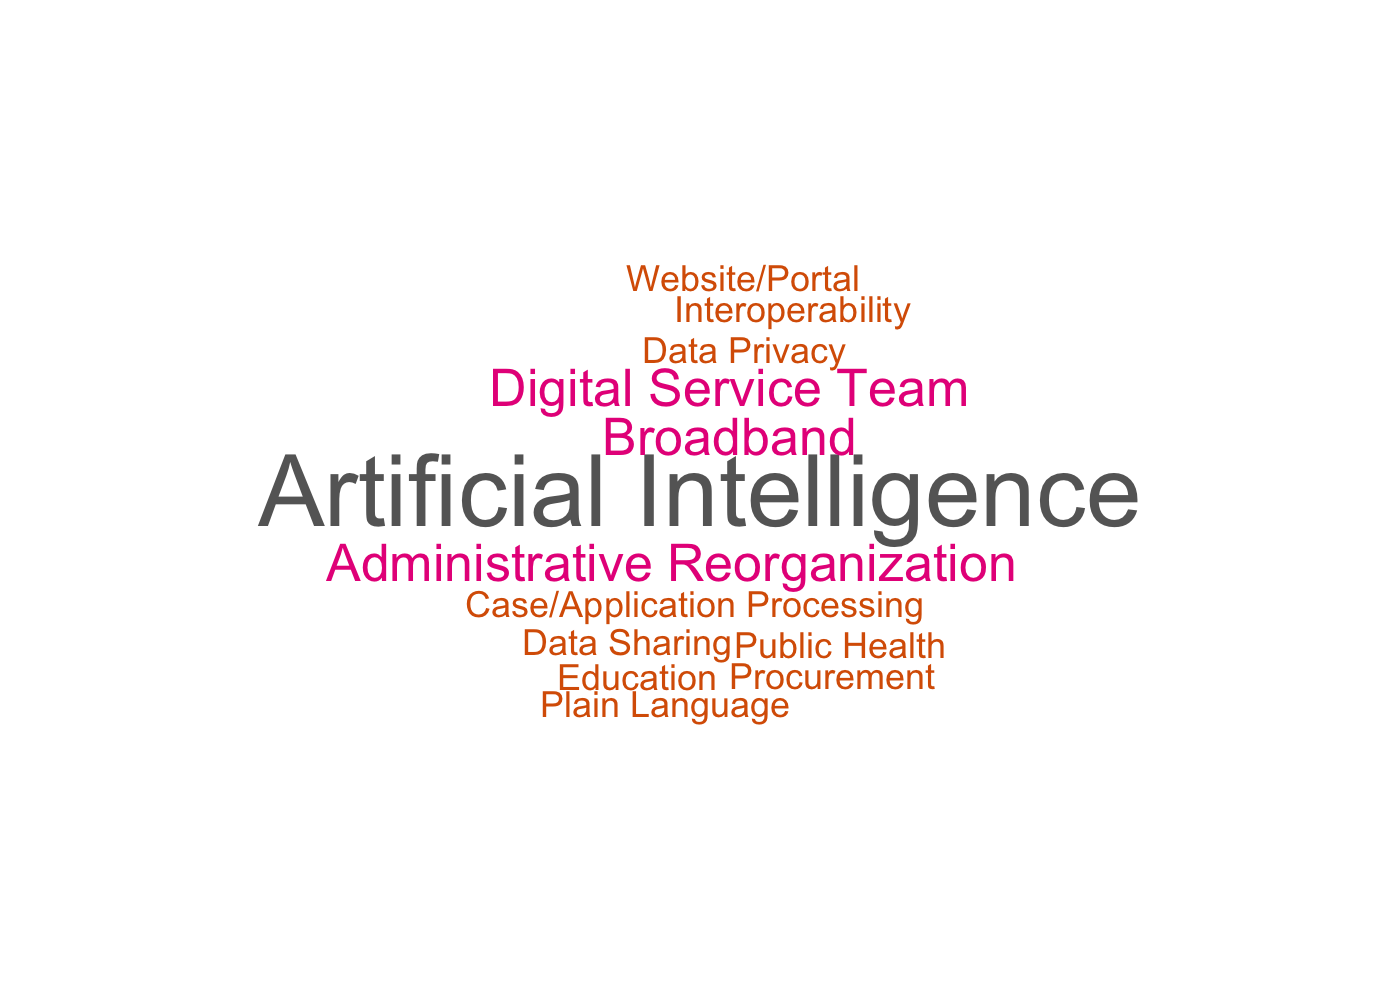 Website/Portal
Interoperability
Data Privacy
Digital Service Team
Broadband
Artificial Intelligence
Administrative Reorganization
Case/Application Processing
Data Sharing Public Health
Education Procurement
Plain Language